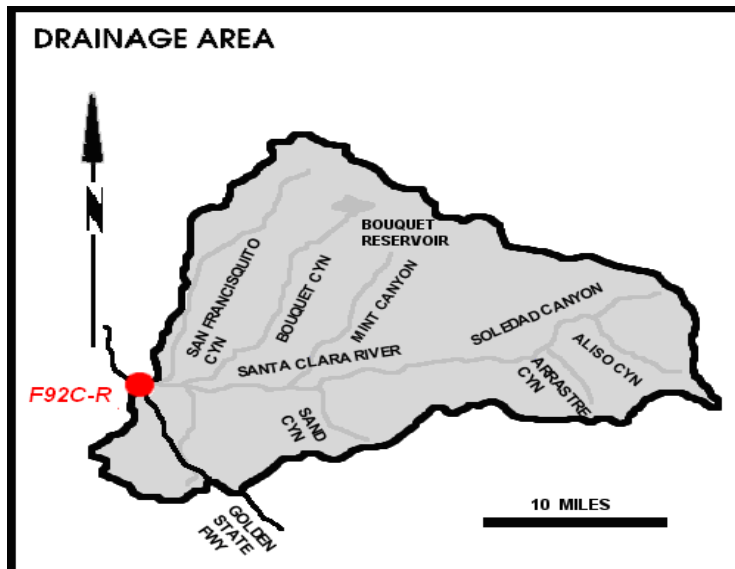 DRAINAGE AREA
N
BOUQUET
RESERVOIR
SAN FRANCISQUITO
CYN
BOUQUET CYN
MINT CANYON
SOLEDAD CANYON
SANTA CLARA RIVER
ALISO CYN
ARRASTRE
CYN
F92C-R
SAND
CYN
GOLDEN
STATE
FWY
10 MILES